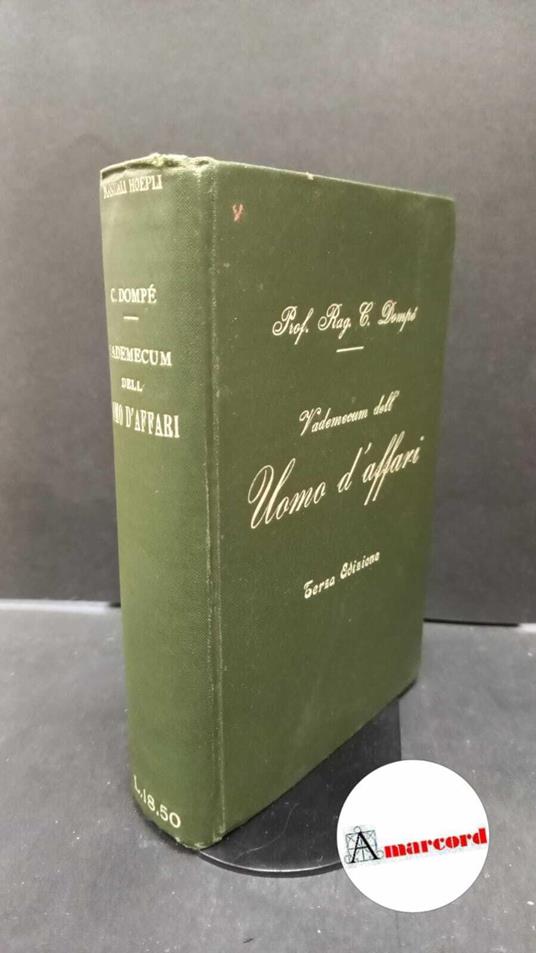 MANUALI HOEPLI
C. DOMPÉ
VADEMECUM
DELL
UOMO D'AFFARI
L.18,50
Prof. Rag. C. Dompé
Vademecum dell'
Uomo d'affari
Terza Edizione
Amarcord